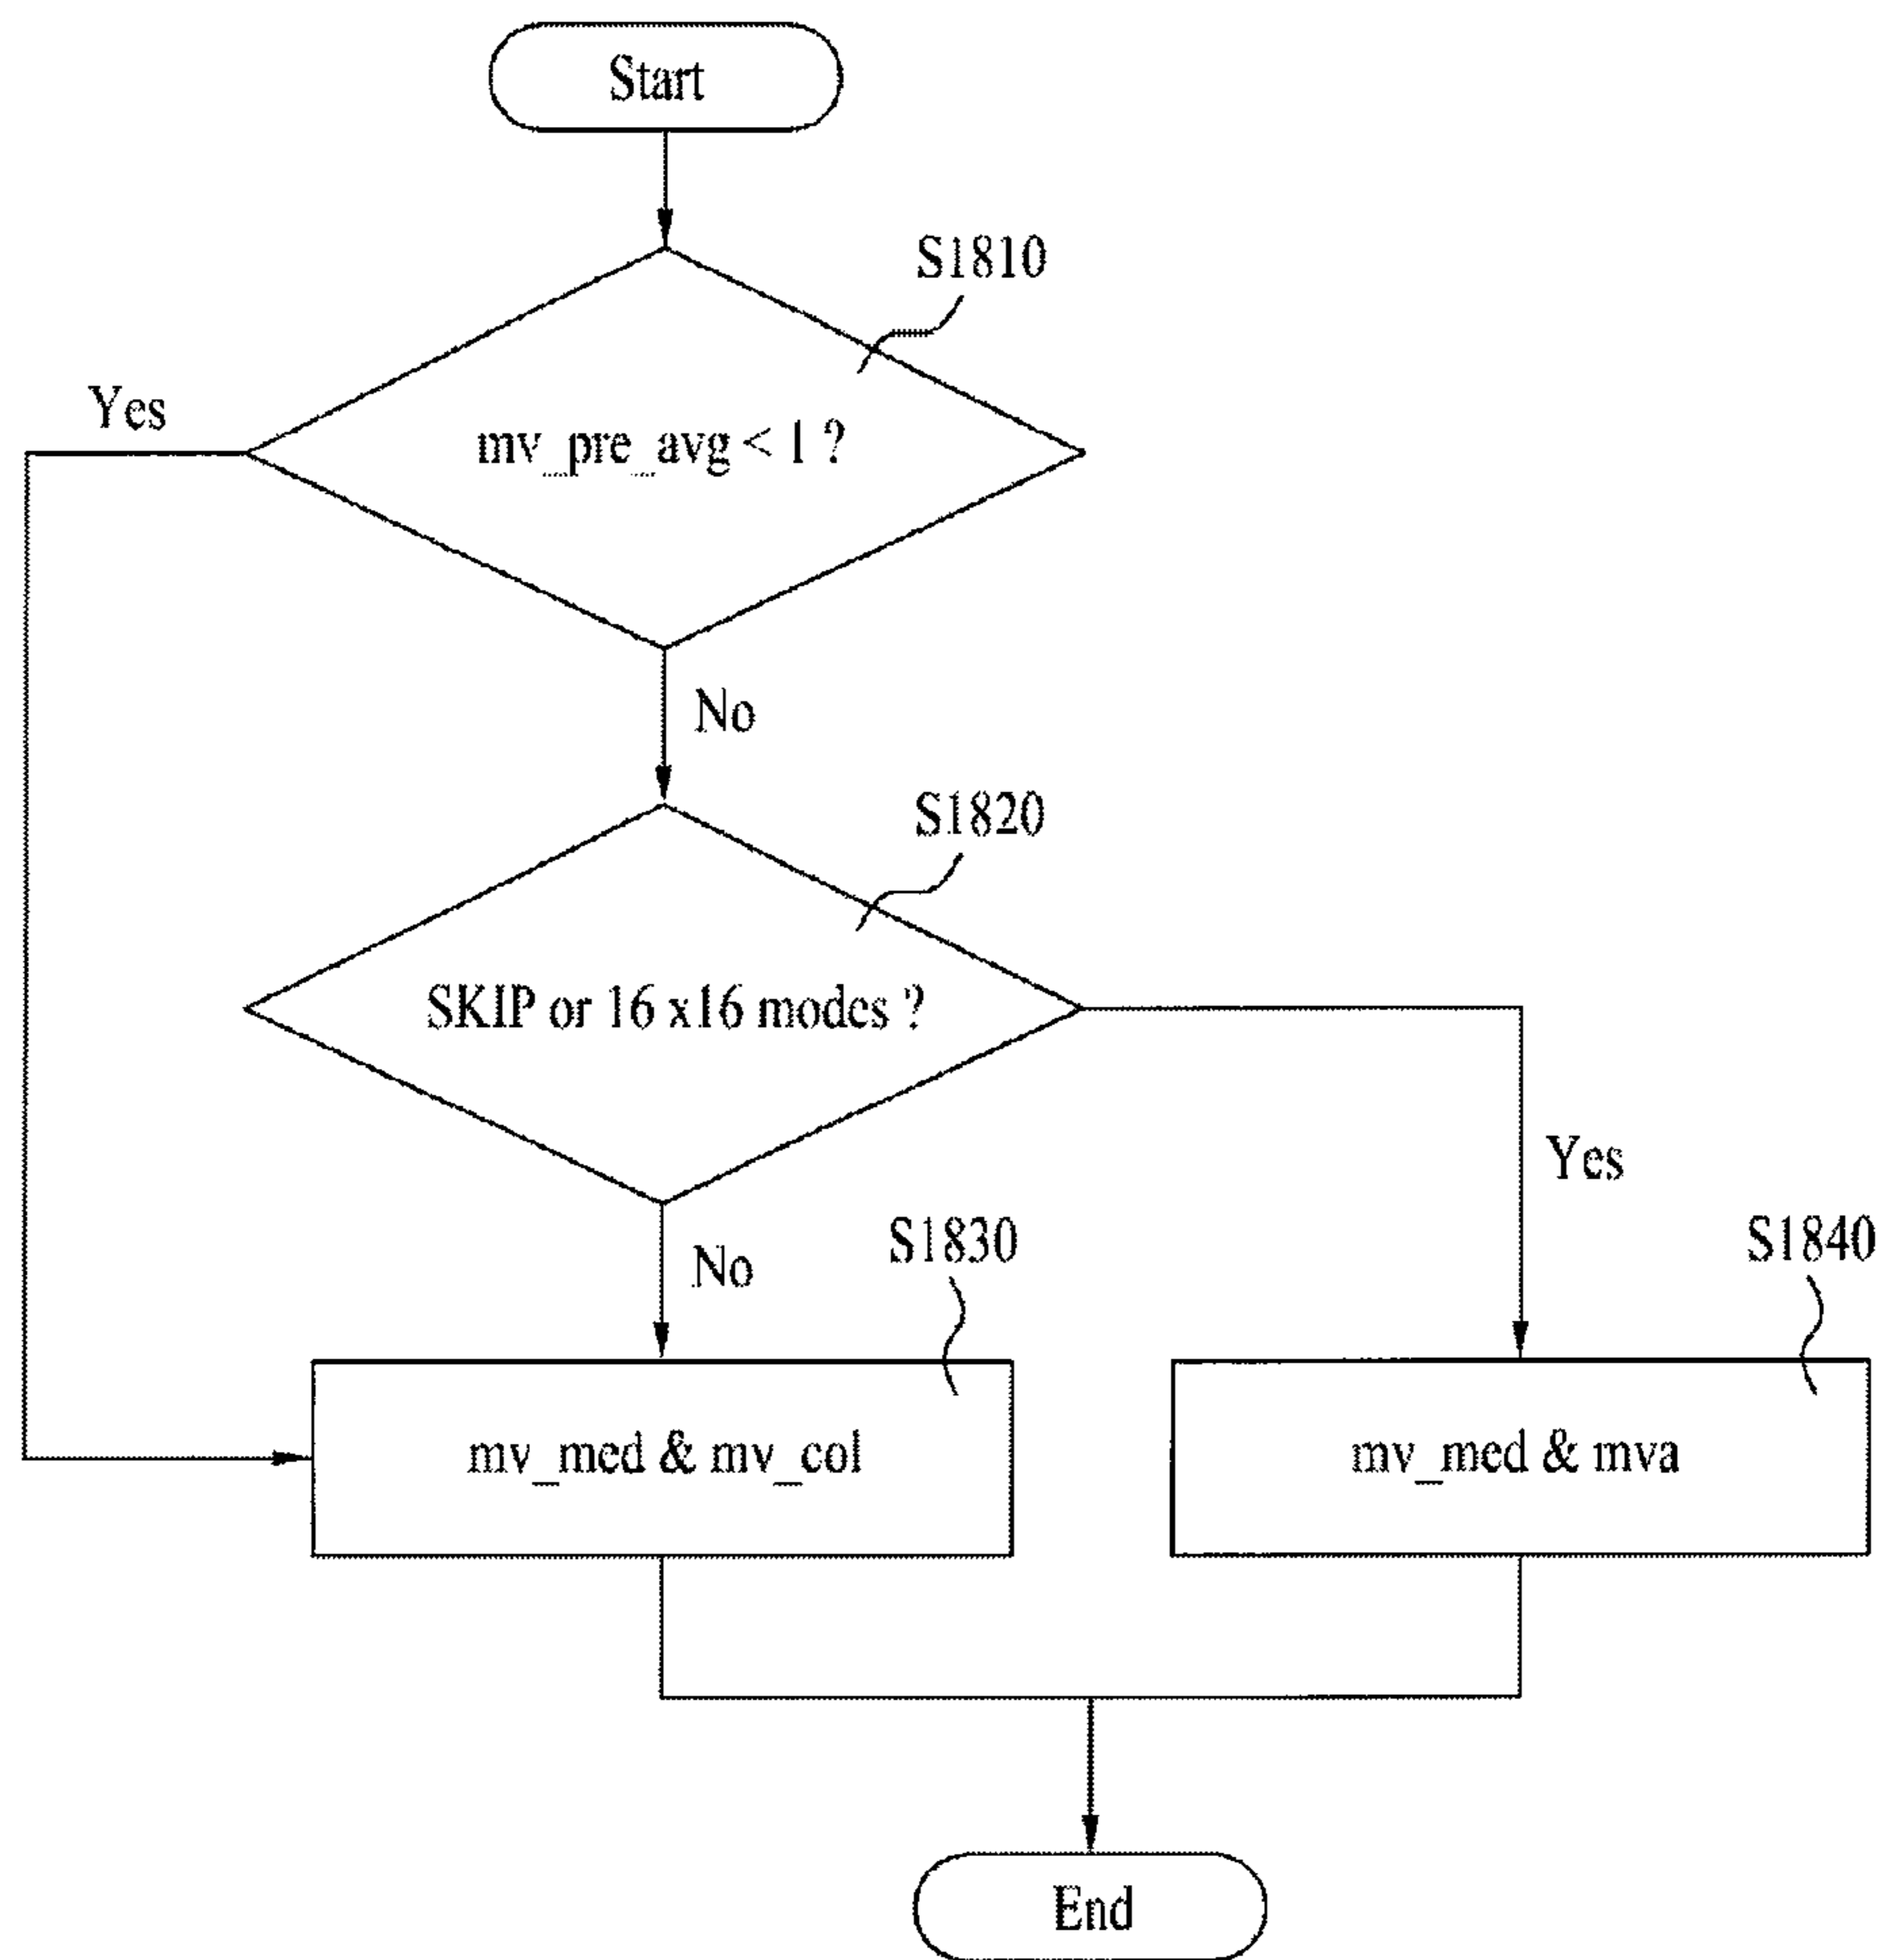 Start
S1810
Yes
mv_pre_avg < 1 ?
No
S1820
SKIP or 16 x16 modes ?
Yes
No
S1830
S1840
mv_med & mv_col
mv_med & mva
End